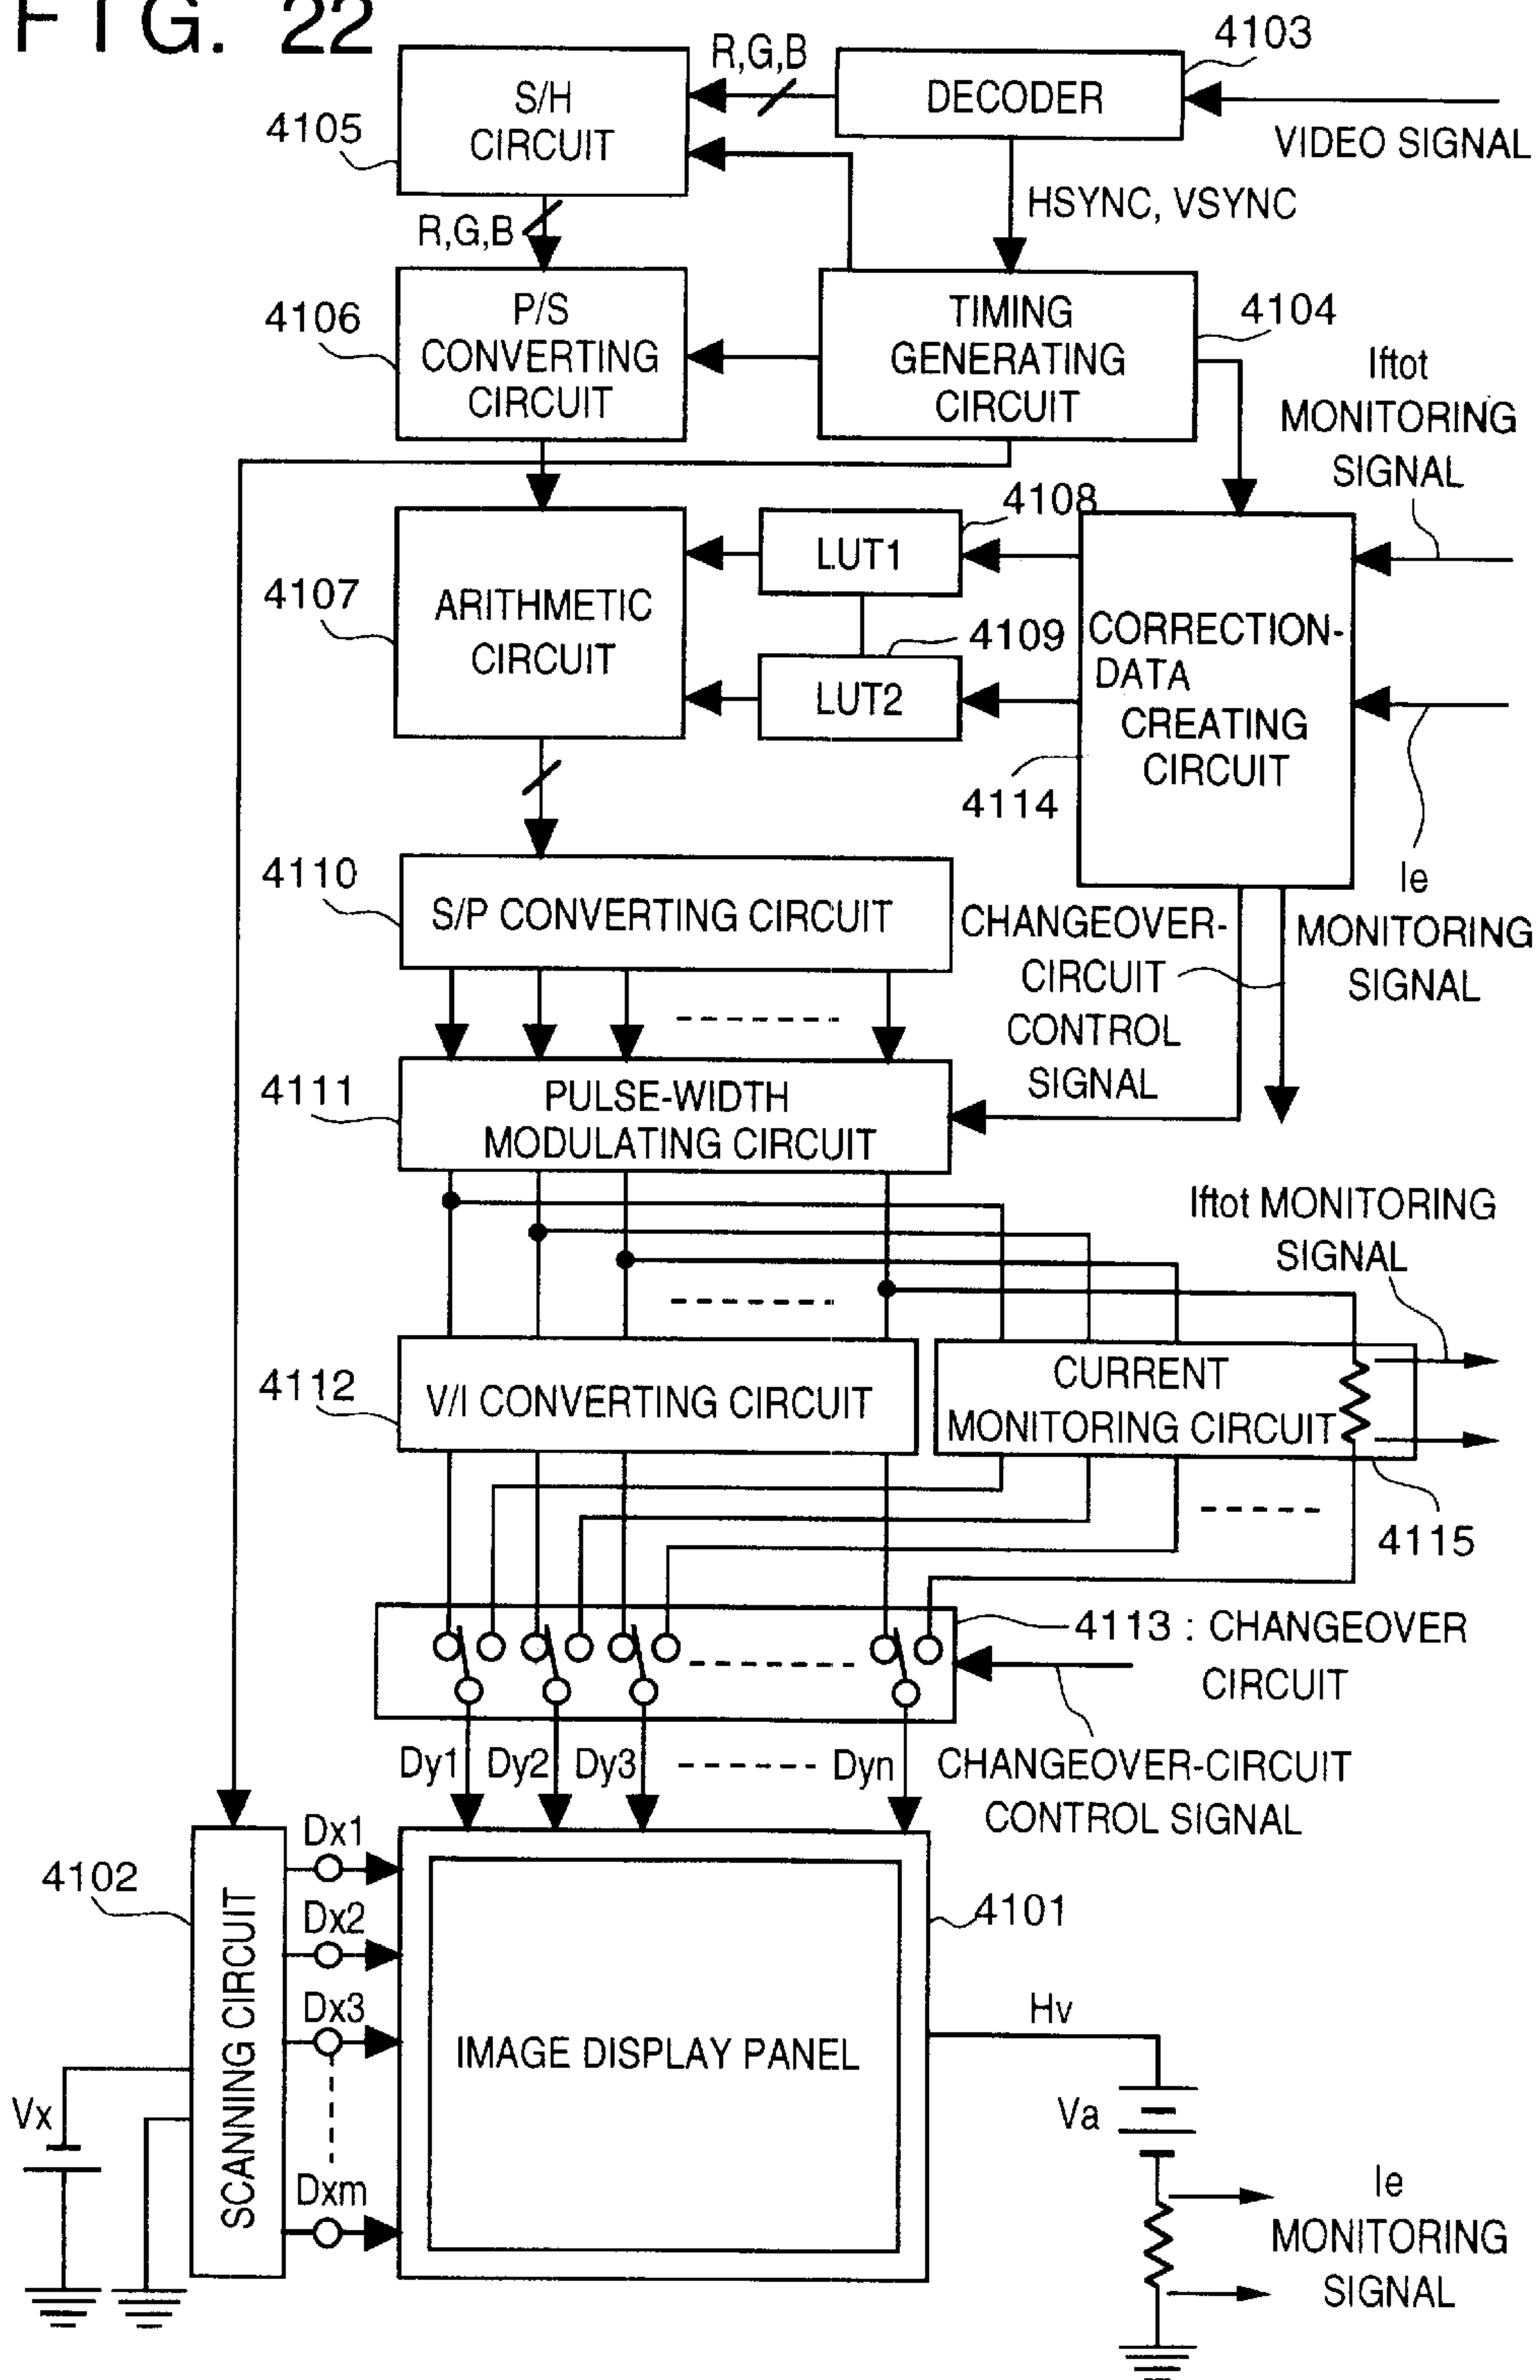 FIG. 22
4103
R,G,B
S/H
CIRCUIT
DECODER
4105
VIDEO SIGNAL
HSYNC, VSYNC
R,G,B
4106
P/S
CONVERTING
CIRCUIT
TIMING
GENERATING
CIRCUIT
4104
Iftot
MONITORING
SIGNAL
4108
LUT1
4107
ARITHMETIC
CIRCUIT
4109
LUT2
CORRECTION-
DATA
CREATING
CIRCUIT
4114
4110
S/P CONVERTING CIRCUIT
Ie
MONITORING
SIGNAL
CHANGEOVER-
CIRCUIT
CONTROL
SIGNAL
4111
PULSE-WIDTH
MODULATING CIRCUIT
Iftot MONITORING
SIGNAL
4112
V/I CONVERTING CIRCUIT
CURRENT
MONITORING CIRCUIT
4115
4113 : CHANGEOVER
CIRCUIT
Dy1
Dy2
Dy3
Dyn
CHANGEOVER-CIRCUIT
CONTROL SIGNAL
4102
SCANNING CIRCUIT
Dx1
Dx2
Dx3
Dxm
4101
IMAGE DISPLAY PANEL
Hv
Vx
Va
Ie
MONITORING
SIGNAL